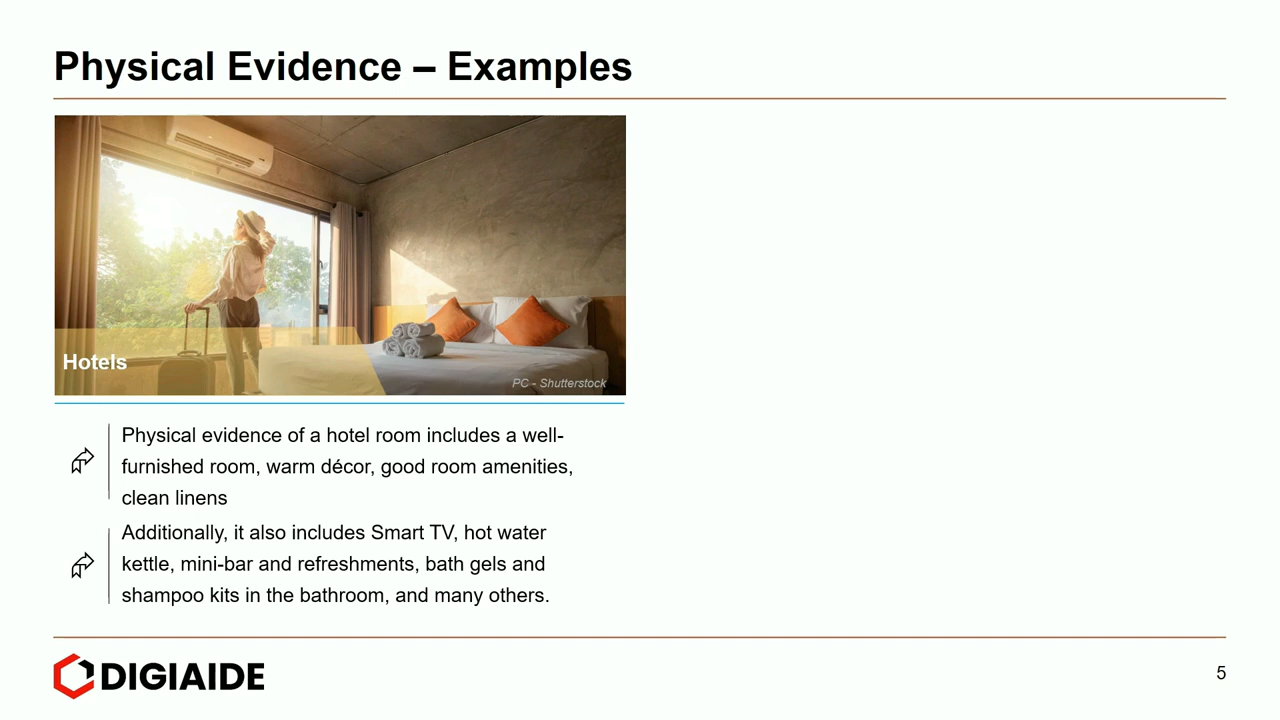 Physical Evidence – Examples
Hotels
PC - Shutterstock
Physical evidence of a hotel room includes a well-
furnished room, warm décor, good room amenities,
clean linens
Additionally, it also includes Smart TV, hot water
kettle, mini-bar and refreshments, bath gels and
shampoo kits in the bathroom, and many others.
DIGIAIDE
5